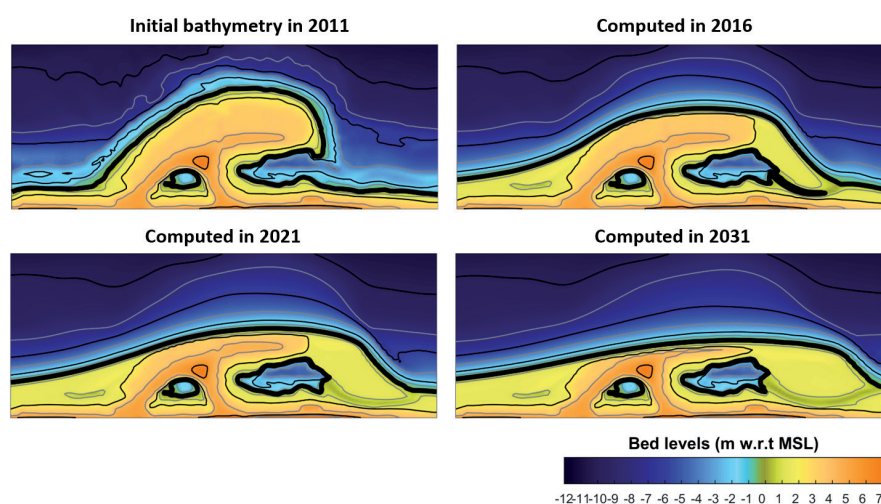 Initial bathymetry in 2011
Computed in 2016
Computed in 2021
Computed in 2031
Bed levels (m w.r.t MSL)
-12-11-10-9 -8 -7 -6 -5 -4 -3 -2 -1 0 1 2 3 4 5 6 7